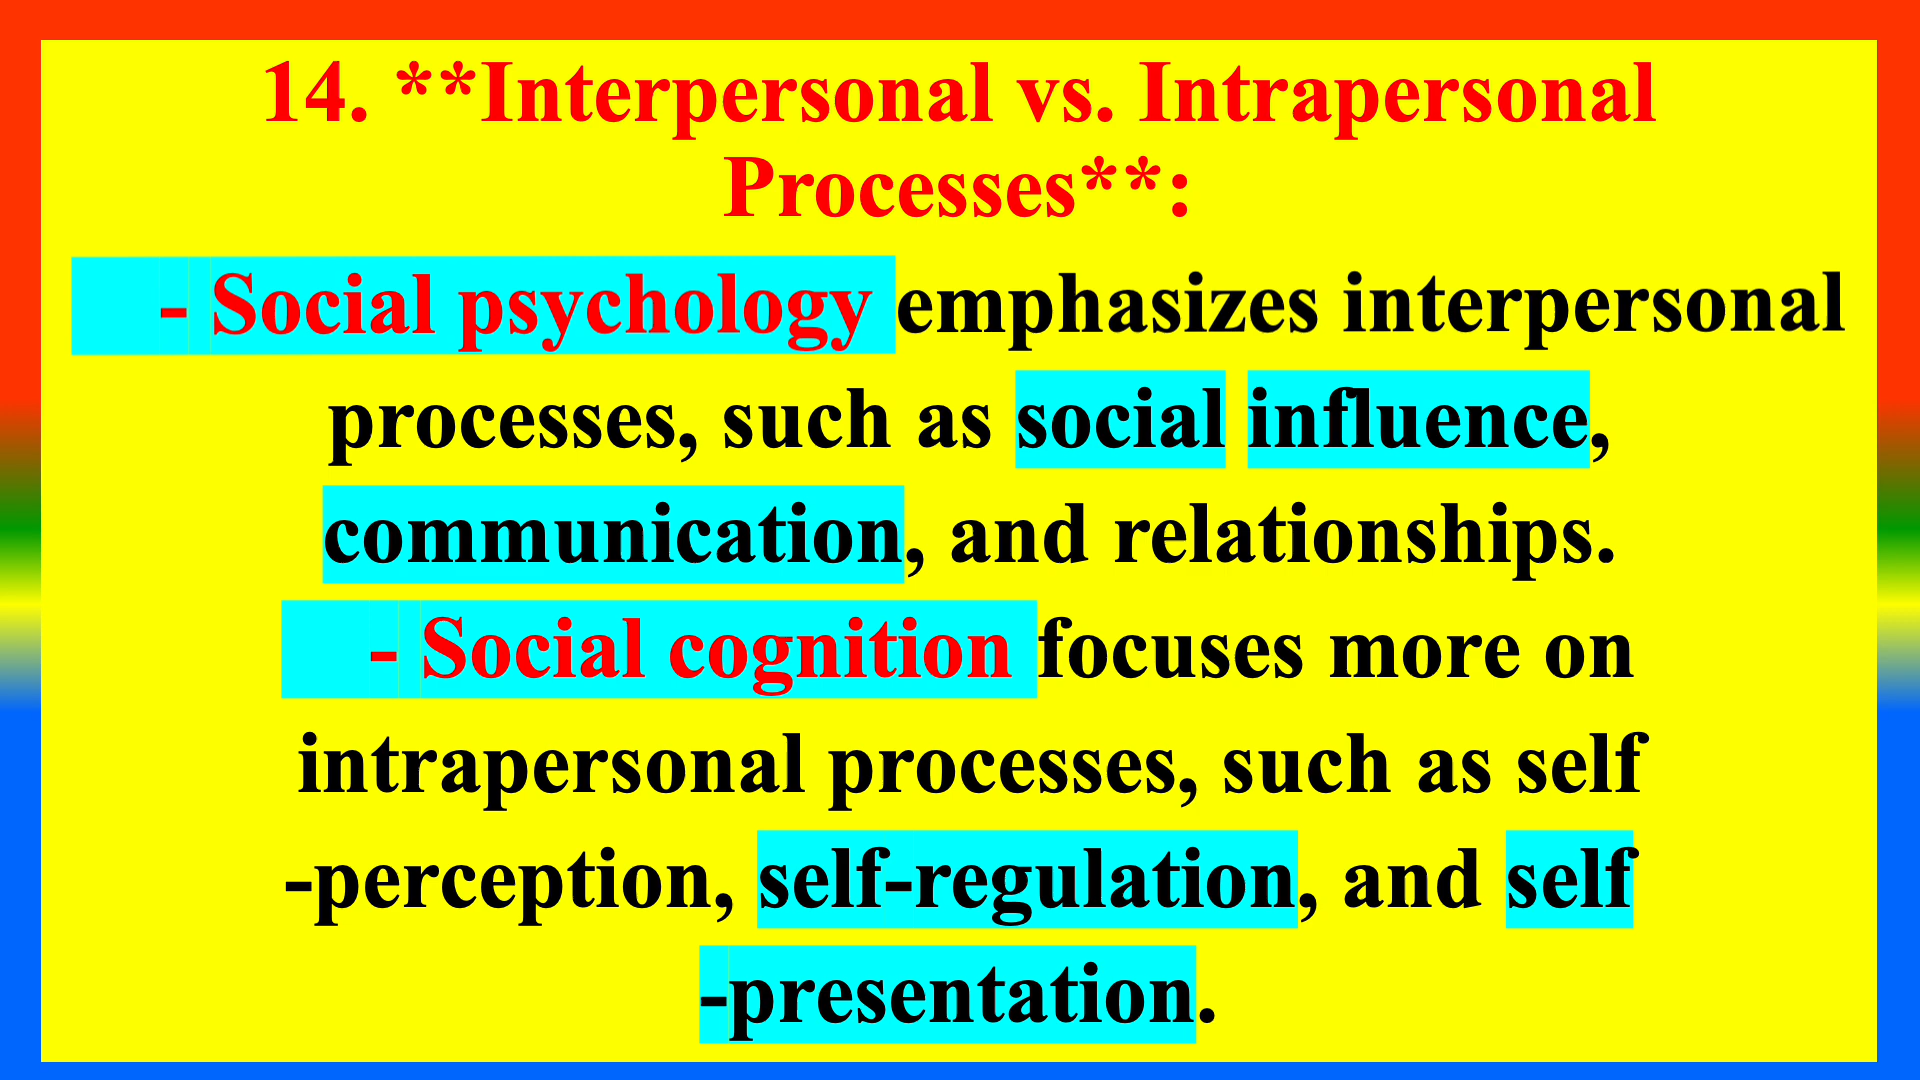 14. **Interpersonal vs. Intrapersonal
Processes**:
- Social psychology emphasizes interpersonal
processes, such as social influence,
communication, and relationships.
- Social cognition focuses more on
intrapersonal processes, such as self
-perception, self-regulation, and self
-presentation.